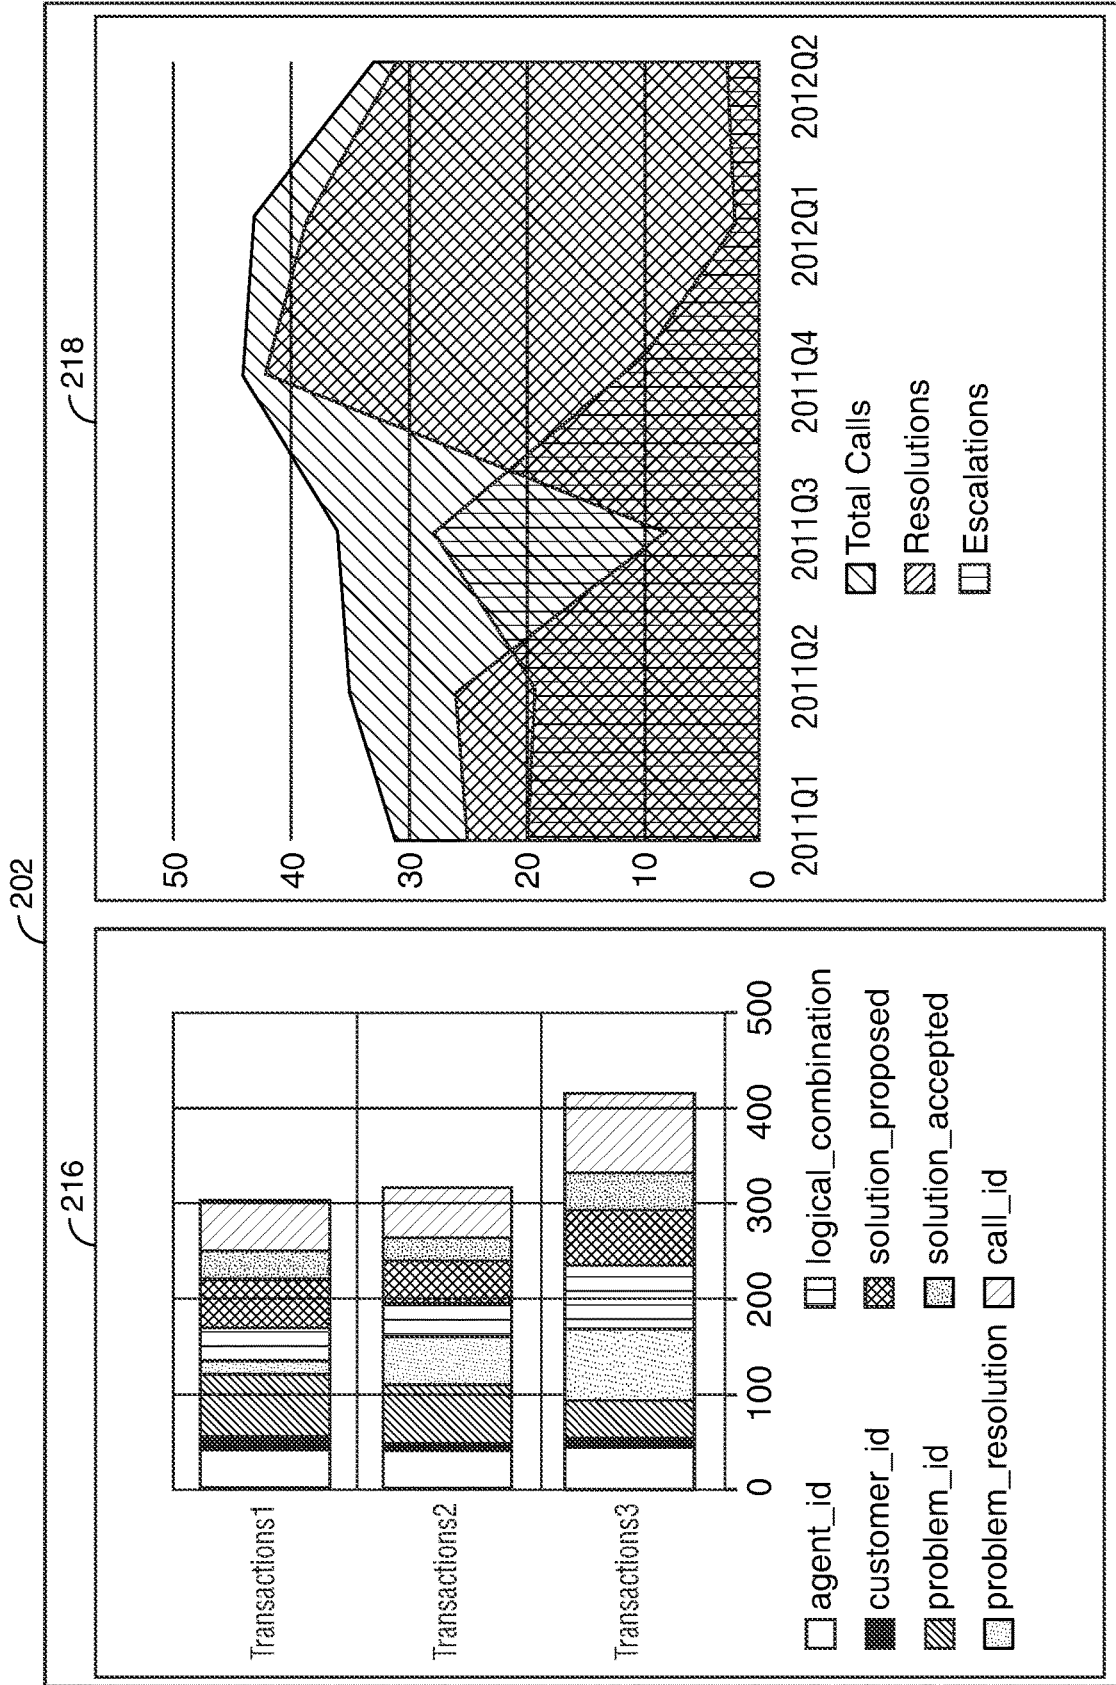 202
216
Transactions1
Transactions2
Transactions3
0 100 200 300 400 500
agent_id
logical_combination
customer_id
solution_proposed
problem_id
solution_accepted
problem_resolution
call_id
218
50
40
30
20
10
0
2011Q1 2011Q2 2011Q3 2011Q4 2012Q1 2012Q2
Total Calls
Resolutions
Escalations